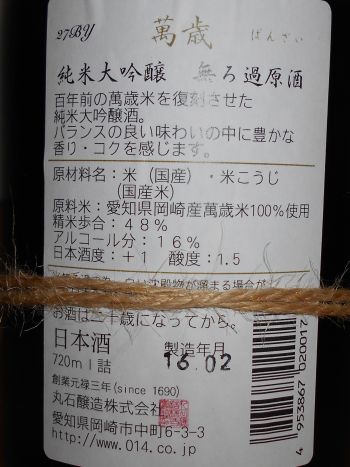 27BY 萬歳 ばんざい
純米大吟醸 無ろ過原酒
百年前の萬歳米を復刻させた
純米大吟醸酒。
バランスの良い味わいの中に豊かな
香り・コクを感じます。
原材料名：米（国産）・米こうじ
（国産米）
原料米：愛知県岡崎産萬歳米100%使用
精米歩合：４８％
アルコール分：１６％
日本酒度：＋１ 酸度：１.５
お酒は二十歳になってから。
日本酒 製造年月
720ml詰 16.02
創業元禄三年(since 1690)
丸石醸造株式会社
愛知県岡崎市中町6-3-3
http://www.014.co.jp
4 953867 020017